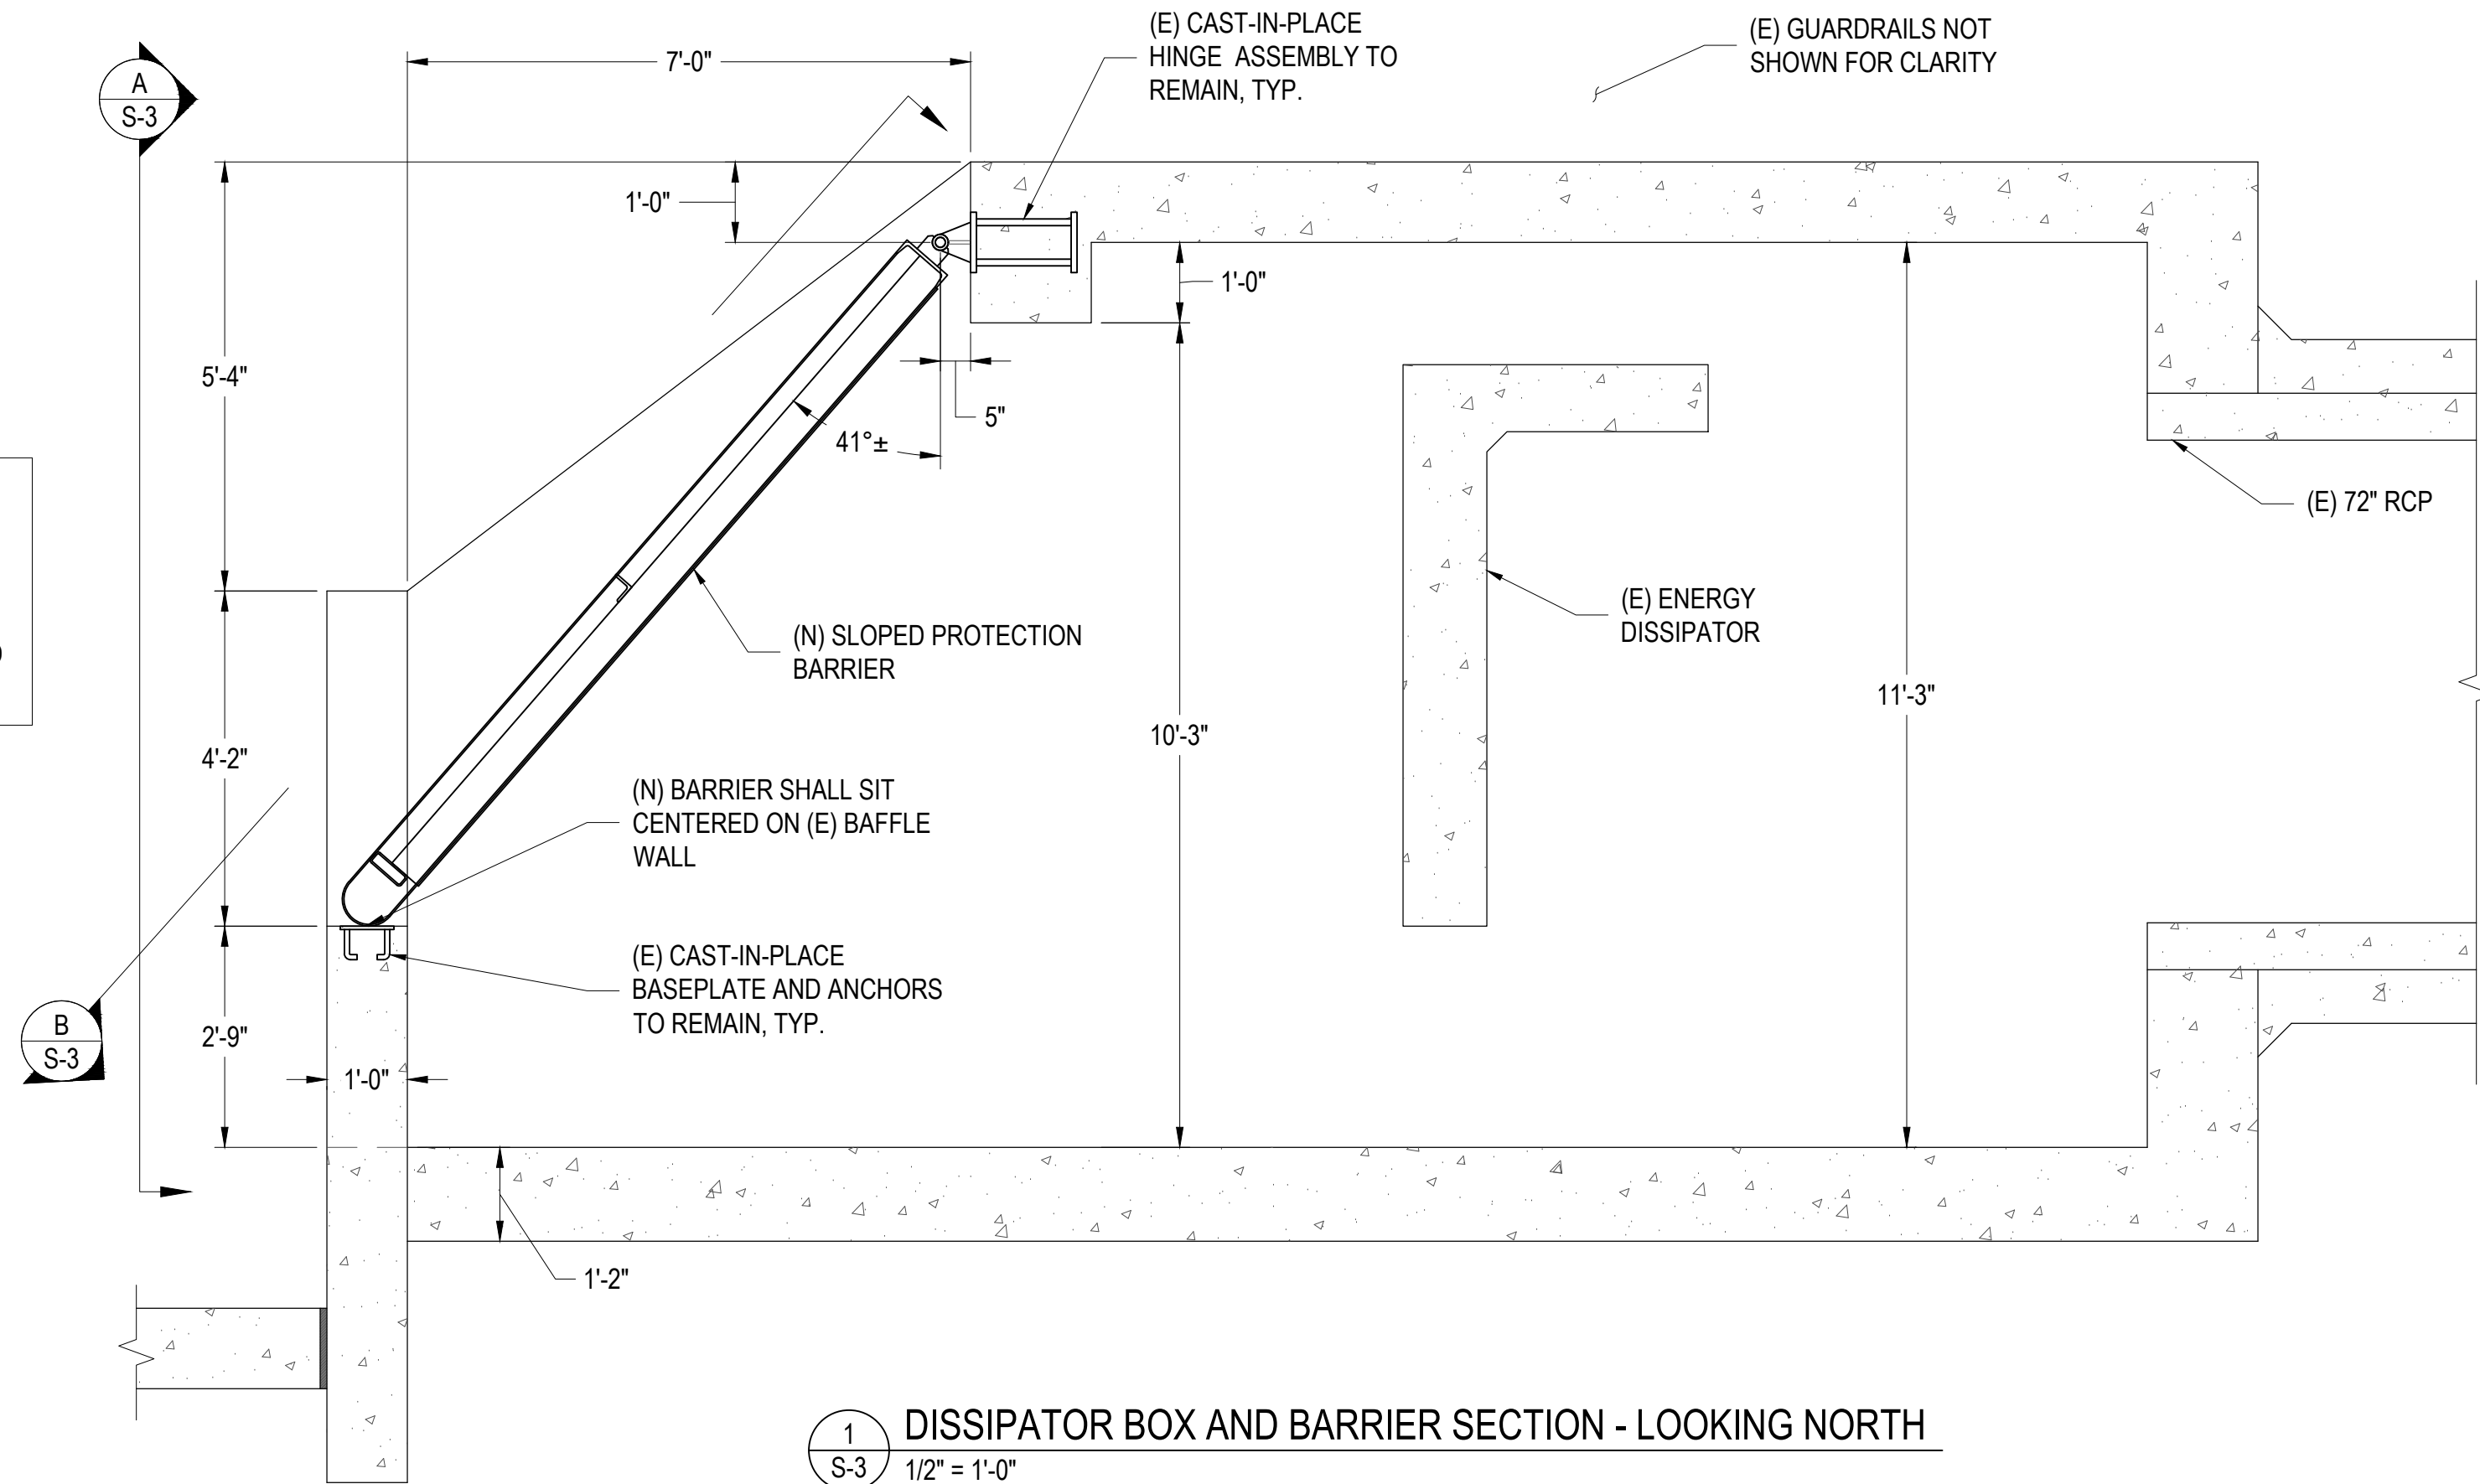 (E) CAST-IN-PLACE
HINGE ASSEMBLY TO
REMAIN, TYP.
(E) GUARDRAILS NOT
SHOWN FOR CLARITY
7'-0"
A
S-3
1'-0"
1'-0"
5'-4"
5"
41°±
(E) 72" RCP
(N) SLOPED PROTECTION
BARRIER
(E) ENERGY
DISSIPATOR
11'-3"
10'-3"
4'-2"
(N) BARRIER SHALL SIT
CENTERED ON (E) BAFFLE
WALL
(E) CAST-IN-PLACE
BASEPLATE AND ANCHORS
TO REMAIN, TYP.
B
S-3
2'-9"
1'-0"
1'-2"
1
S-3
DISSIPATOR BOX AND BARRIER SECTION - LOOKING NORTH
1/2" = 1'-0"